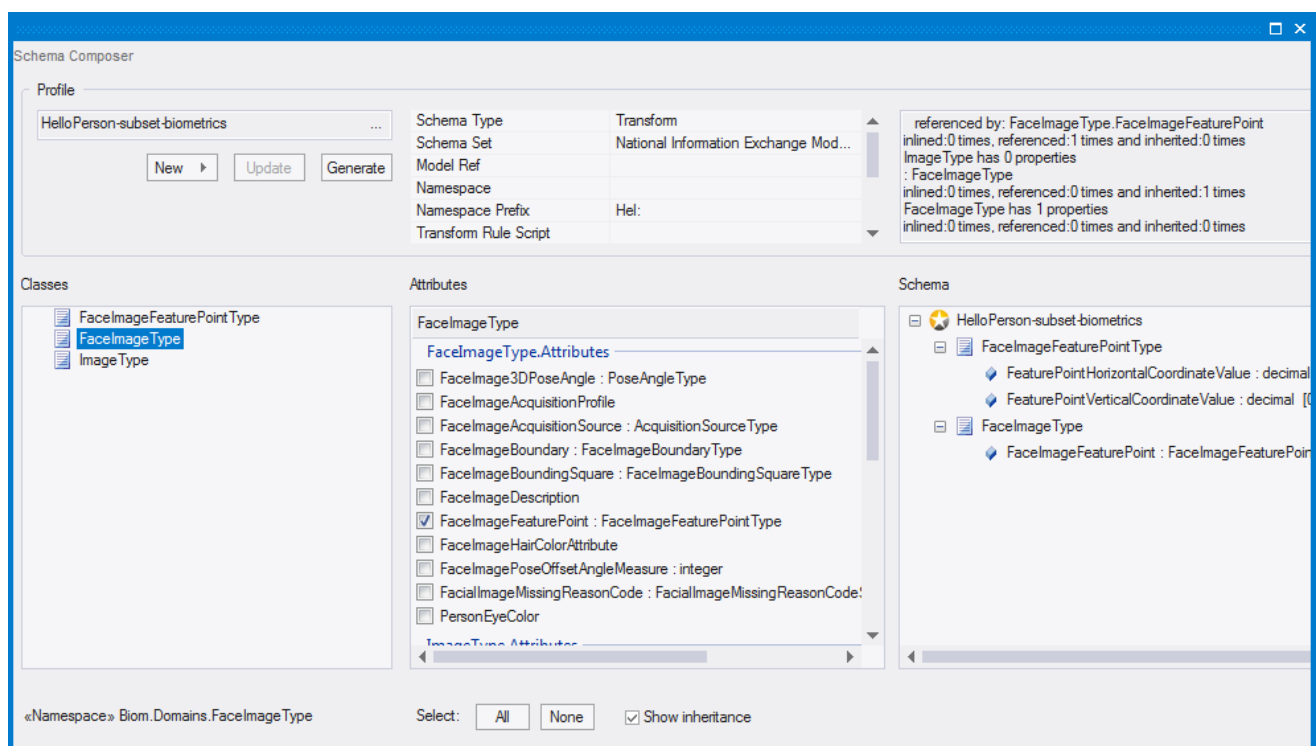 Schema Composer
Profile
HelloPerson-subset-biometrics ...
New
Update
Generate
Schema Type Transform
Schema Set National Information Exchange Mod...
Model Ref
Namespace
Namespace Prefix Hel:
Transform Rule Script
referenced by: FaceImageType.FaceImageFeaturePoint
inlined:0 times, referenced:1 times and inherited:0 times
ImageType has 0 properties
: FaceImageType
inlined:0 times, referenced:0 times and inherited:1 times
FaceImageType has 1 properties
inlined:0 times, referenced:0 times and inherited:0 times
Classes
FaceImageFeaturePointType
FaceImageType
ImageType
Attributes
FaceImageType
FaceImageType.Attributes
FaceImage3DPoseAngle : PoseAngleType
FaceImageAcquisitionProfile
FaceImageAcquisitionSource : AcquisitionSourceType
FaceImageBoundary : FaceImageBoundaryType
FaceImageBoundingSquare : FaceImageBoundingSquareType
FaceImageDescription
FaceImageFeaturePoint : FaceImageFeaturePointType
FaceImageHairColorAttribute
FaceImagePoseOffsetAngleMeasure : integer
FacialImageMissingReasonCode : FacialImageMissingReasonCode
PersonEyeColor
ImageType.Attributes
Schema
HelloPerson-subset-biometrics
FaceImageFeaturePointType
FeaturePointHorizontalCoordinateValue : decimal
FeaturePointVerticalCoordinateValue : decimal [0
FaceImageType
FaceImageFeaturePoint : FaceImageFeaturePoin
«Namespace» Biom.Domains.FaceImageType
Select: All None Show inheritance